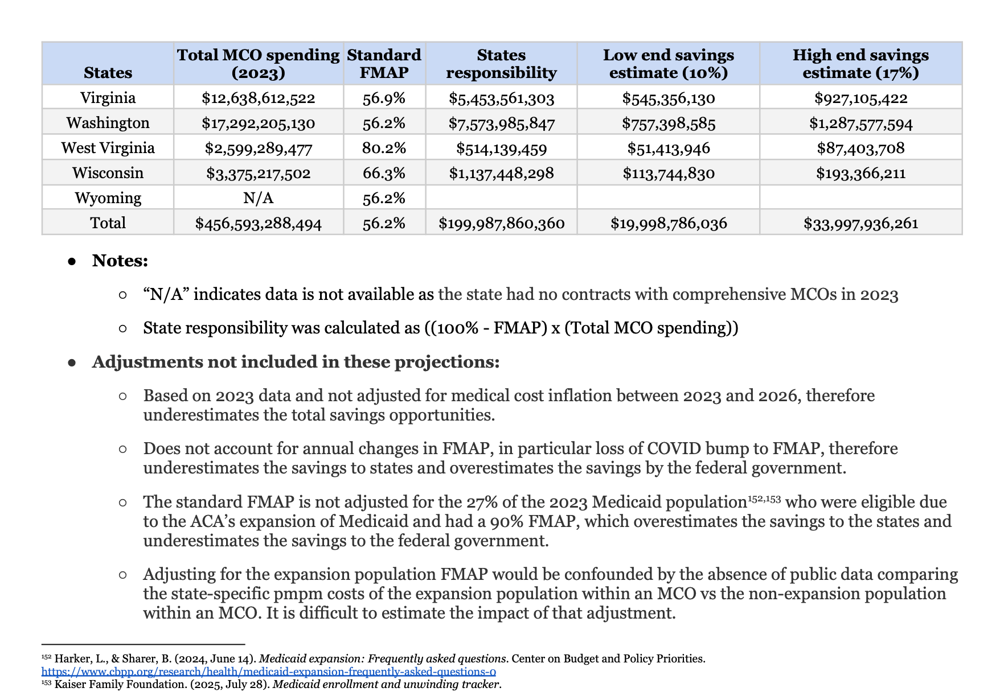 States Total MCO spending (2023) Standard FMAP States responsibility Low end savings estimate (10%) High end savings estimate (17%)
Virginia $12,638,612,522 56.9% $5,453,561,303 $545,356,130 $927,105,422
Washington $17,292,205,130 56.2% $7,573,985,847 $757,398,585 $1,287,577,594
West Virginia $2,599,289,477 80.2% $514,139,459 $51,413,946 $87,403,708
Wisconsin $3,375,217,502 66.3% $1,137,448,298 $113,744,830 $193,366,211
Wyoming N/A 56.2%
Total $456,593,288,494 56.2% $199,987,860,360 $19,998,786,036 $33,997,936,261
● Notes:
○ “N/A” indicates data is not available as the state had no contracts with comprehensive MCOs in 2023
○ State responsibility was calculated as ((100% - FMAP) x (Total MCO spending))
● Adjustments not included in these projections:
○ Based on 2023 data and not adjusted for medical cost inflation between 2023 and 2026, therefore
underestimates the total savings opportunities.
○ Does not account for annual changes in FMAP, in particular loss of COVID bump to FMAP, therefore
underestimates the savings to states and overestimates the savings by the federal government.
○ The standard FMAP is not adjusted for the 27% of the 2023 Medicaid population152,153 who were eligible due
to the ACA’s expansion of Medicaid and had a 90% FMAP, which overestimates the savings to the states and
underestimates the savings to the federal government.
○ Adjusting for the expansion population FMAP would be confounded by the absence of public data comparing
the state-specific pmpm costs of the expansion population within an MCO vs the non-expansion population
within an MCO. It is difficult to estimate the impact of that adjustment.
152 Harker, L., & Sharer, B. (2024, June 14). Medicaid expansion: Frequently asked questions. Center on Budget and Policy Priorities.
https://www.cbpp.org/research/health/medicaid-expansion-frequently-asked-questions-0
153 Kaiser Family Foundation. (2025, July 28). Medicaid enrollment and unwinding tracker.